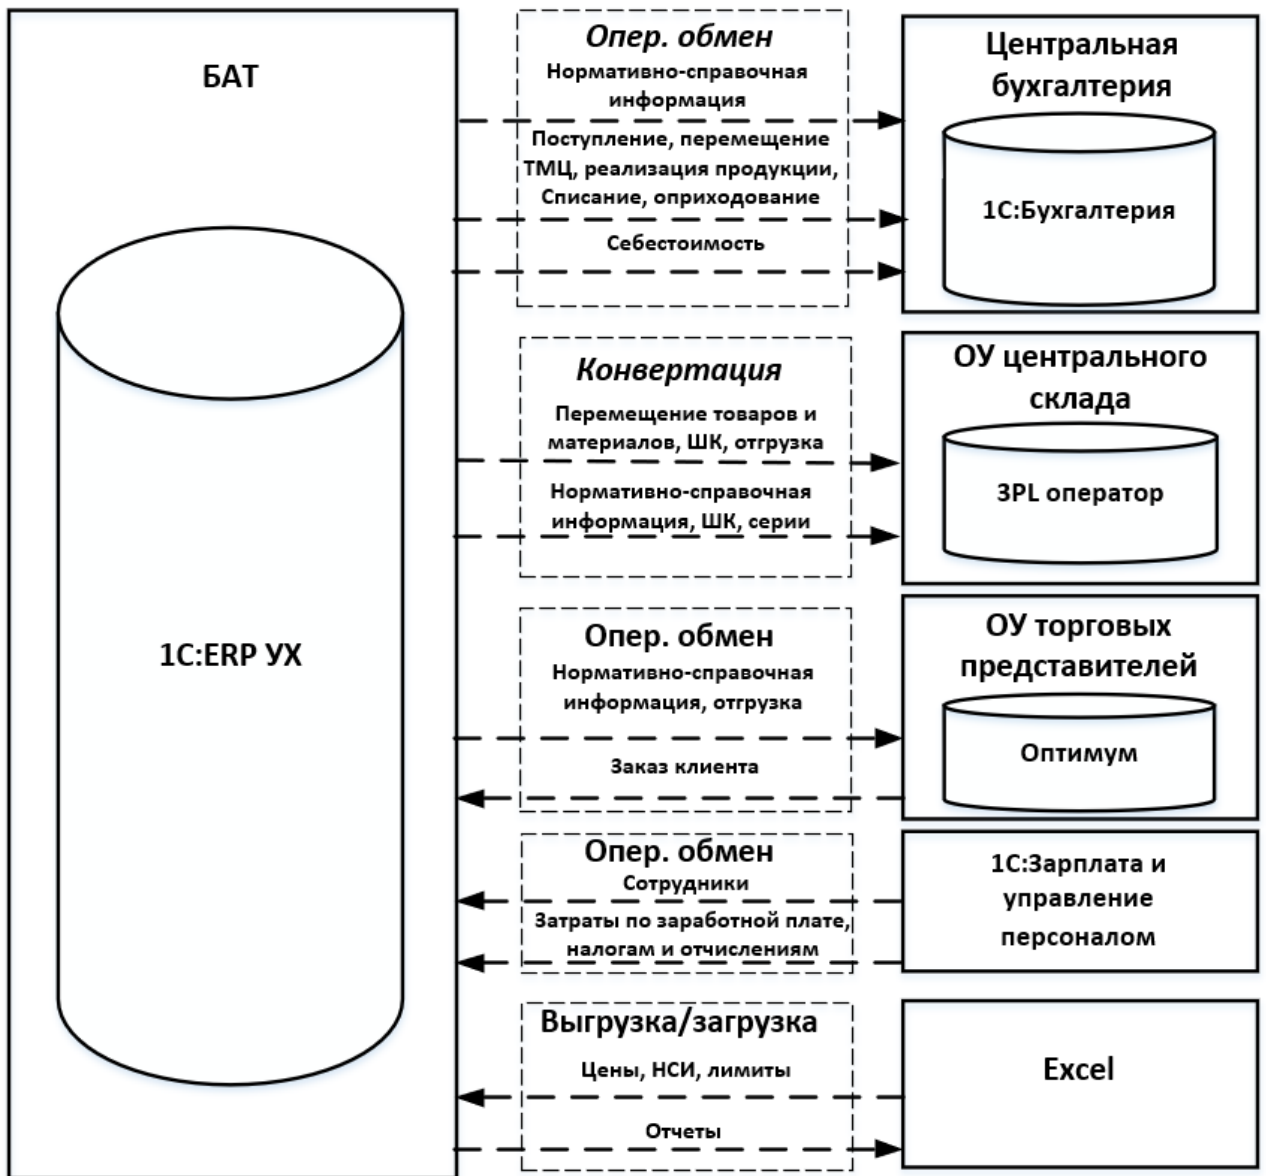 БАТ
1С:ERP УХ
Опер. обмен
Нормативно-справочная
информация
Поступление, перемещение
ТМЦ, реализация продукции,
Списание, оприходование
Себестоимость
Центральная
бухгалтерия
1С:Бухгалтерия
Конвертация
Перемещение товаров и
материалов, ШК, отгрузка
Нормативно-справочная
информация, ШК, серии
ОУ центрального
склада
3PL оператор
Опер. обмен
Нормативно-справочная
информация, отгрузка
Заказ клиента
ОУ торговых
представителей
Оптимум
Опер. обмен
Сотрудники
Затраты по заработной плате,
налогам и отчислениям
1С:Зарплата и
управление
персоналом
Выгрузка/загрузка
Цены, НСИ, лимиты
Отчеты
Excel